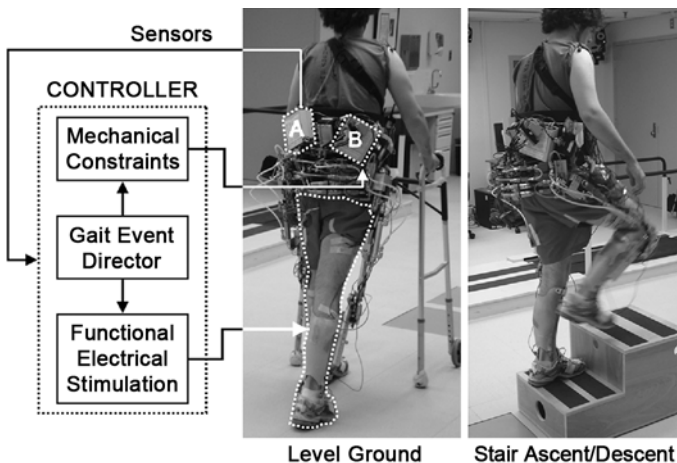 Sensors
CONTROLLER
Mechanical
Constraints
Gait Event
Director
Functional
Electrical
Stimulation
A
B
Level Ground
Stair Ascent/Descent